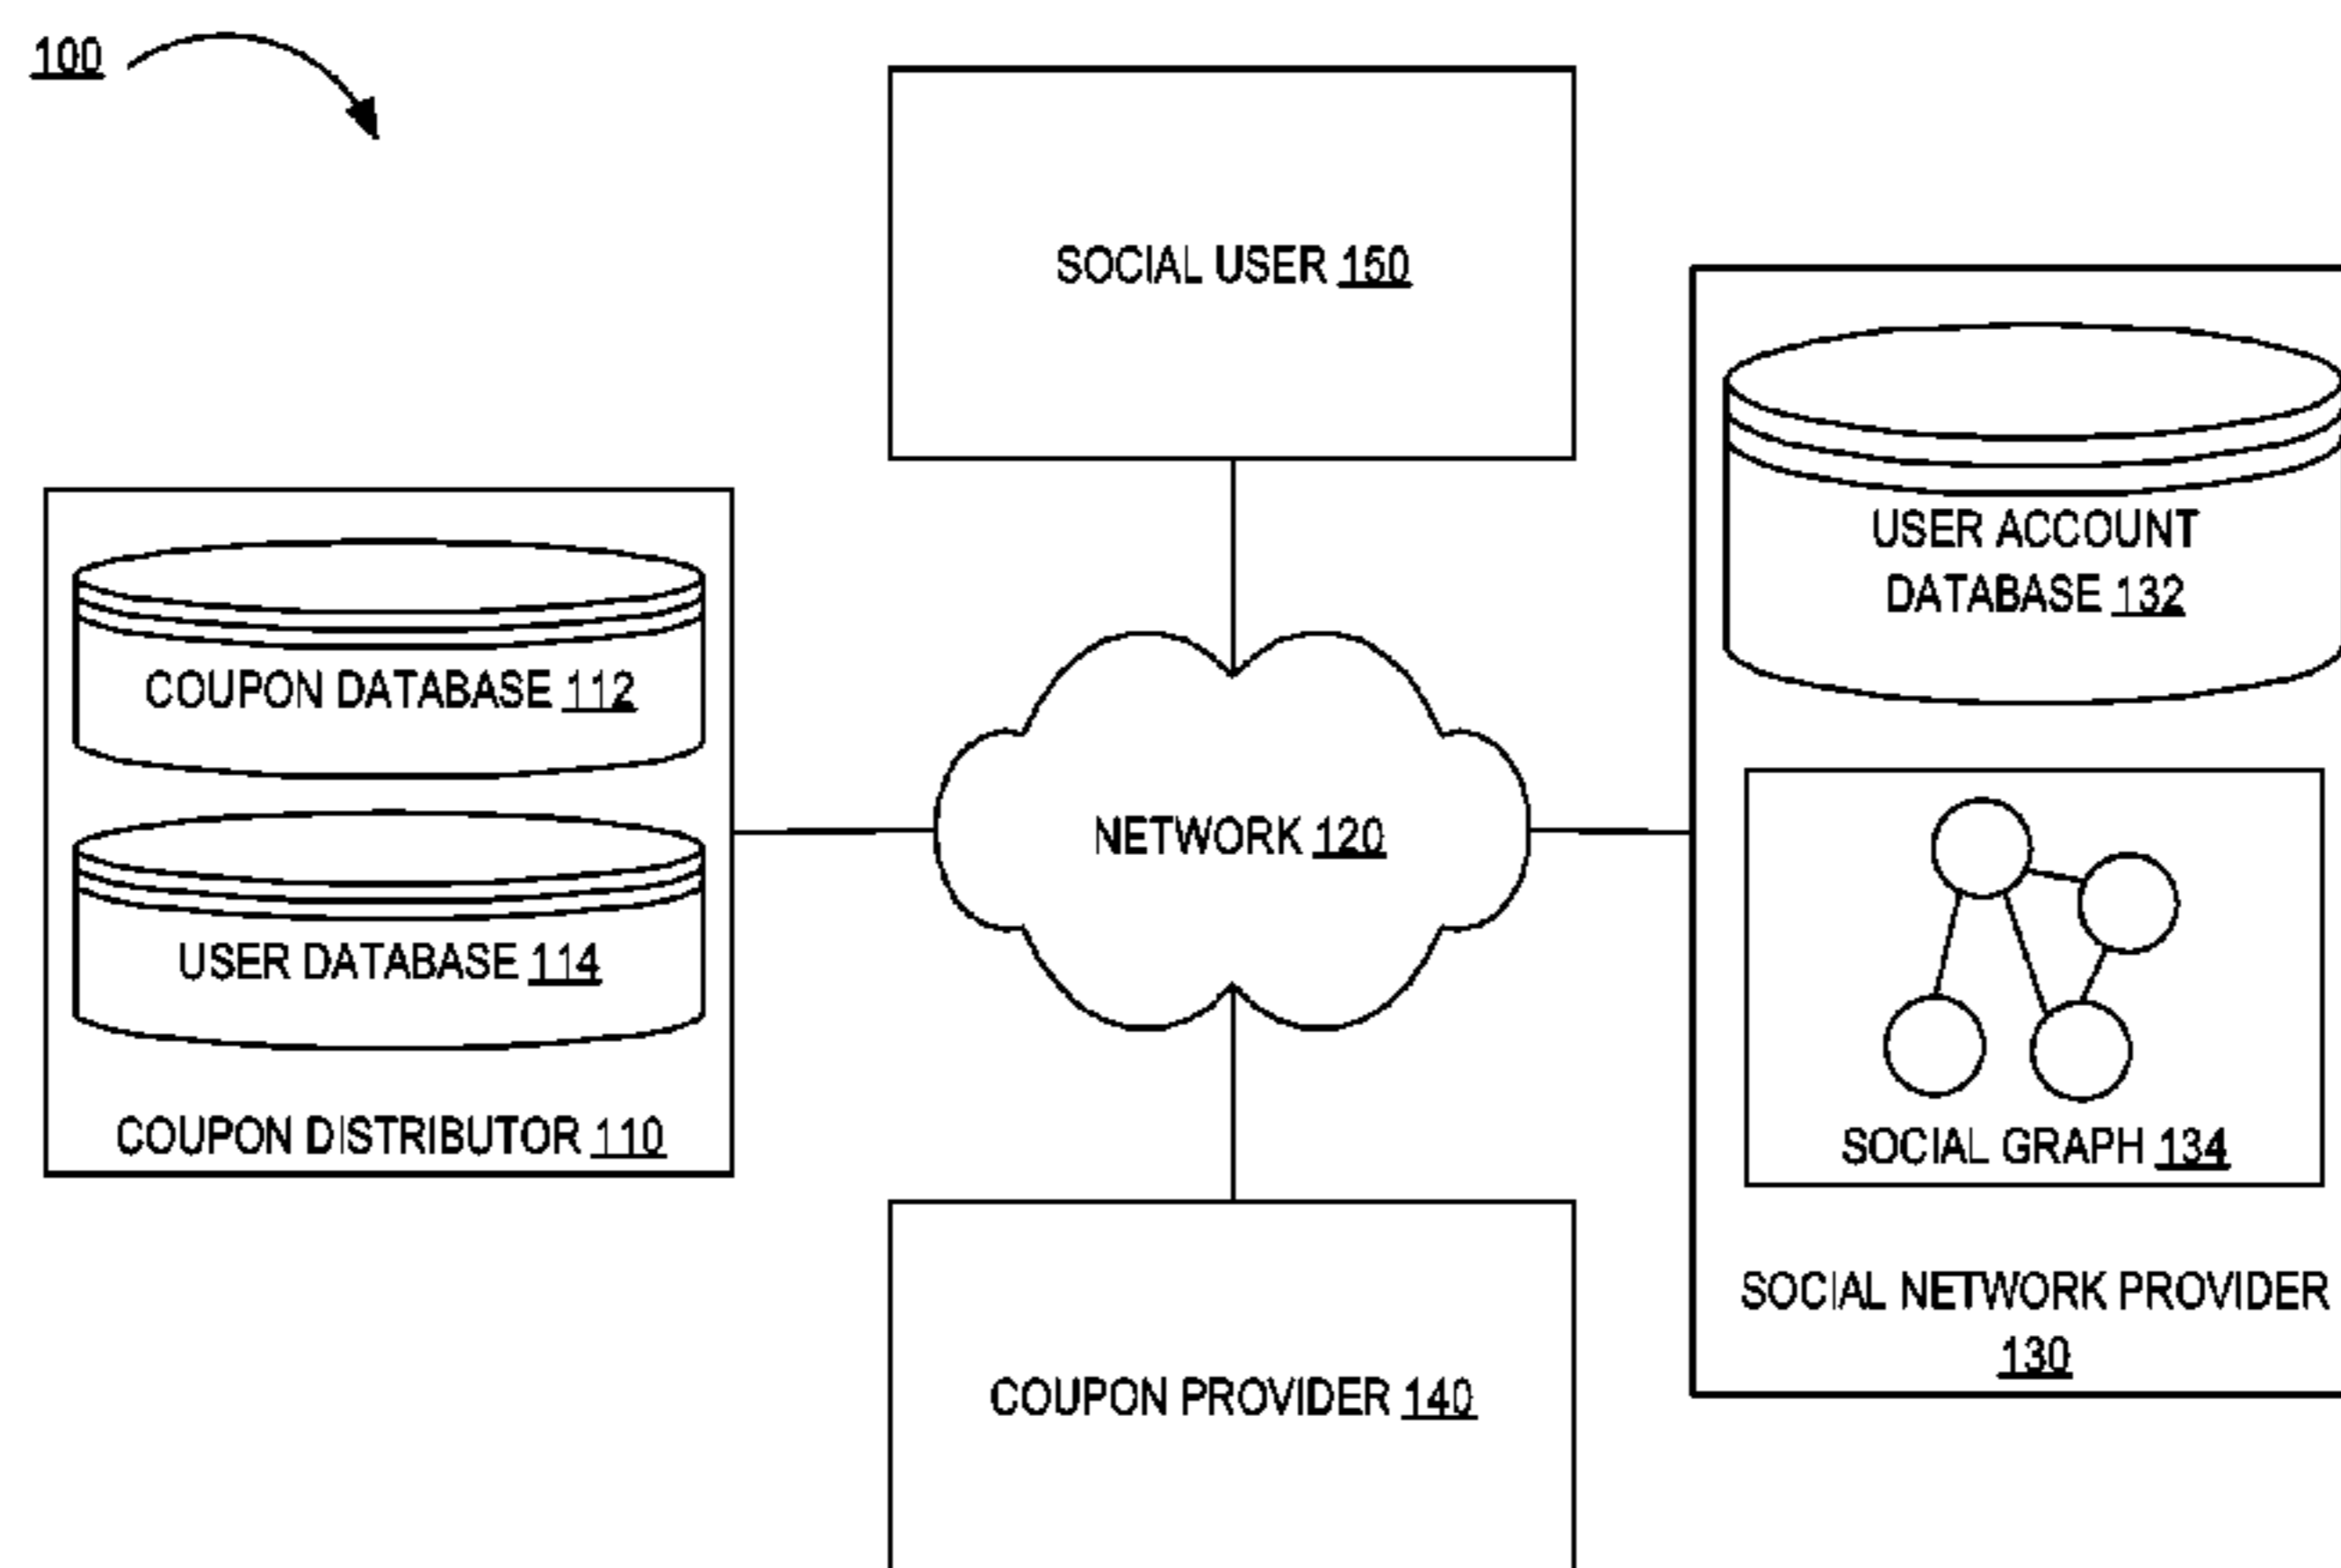 100
SOCIAL USER 150
USER ACCOUNT
DATABASE 132
COUPON DATABASE 112
NETWORK 120
USER DATABASE 114
COUPON DISTRIBUTOR 110
SOCIAL GRAPH 134
SOCIAL NETWORK PROVIDER
130
COUPON PROVIDER 140